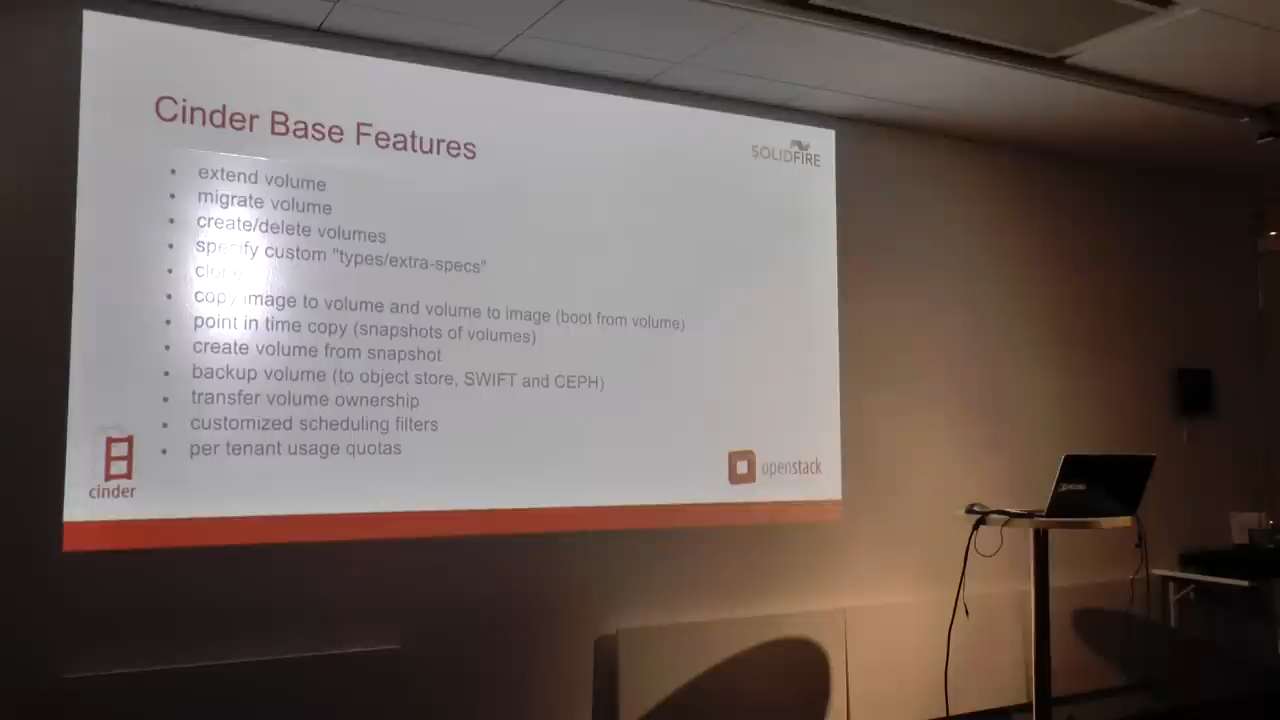 Cinder Base Features
SOLIDFIRE
• extend volume
• migrate volume
• create/delete volumes
• specify custom "types/extra-specs"
• clone
• copy image to volume and volume to image (boot from volume)
• point in time copy (snapshots of volumes)
• create volume from snapshot
• backup volume (to object store, SWIFT and CEPH)
• transfer volume ownership
• customized scheduling filters
• per tenant usage quotas
cinder
openstack